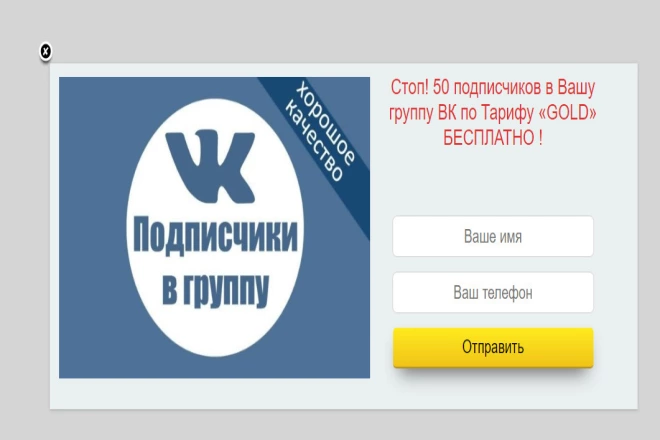 хорошое
качество
Подписчики
в группу
Стоп! 50 подписчиков в Вашу
группу ВК по Тарифу «GOLD»
БЕСПЛАТНО !
Ваше имя
Ваш телефон
Отправить